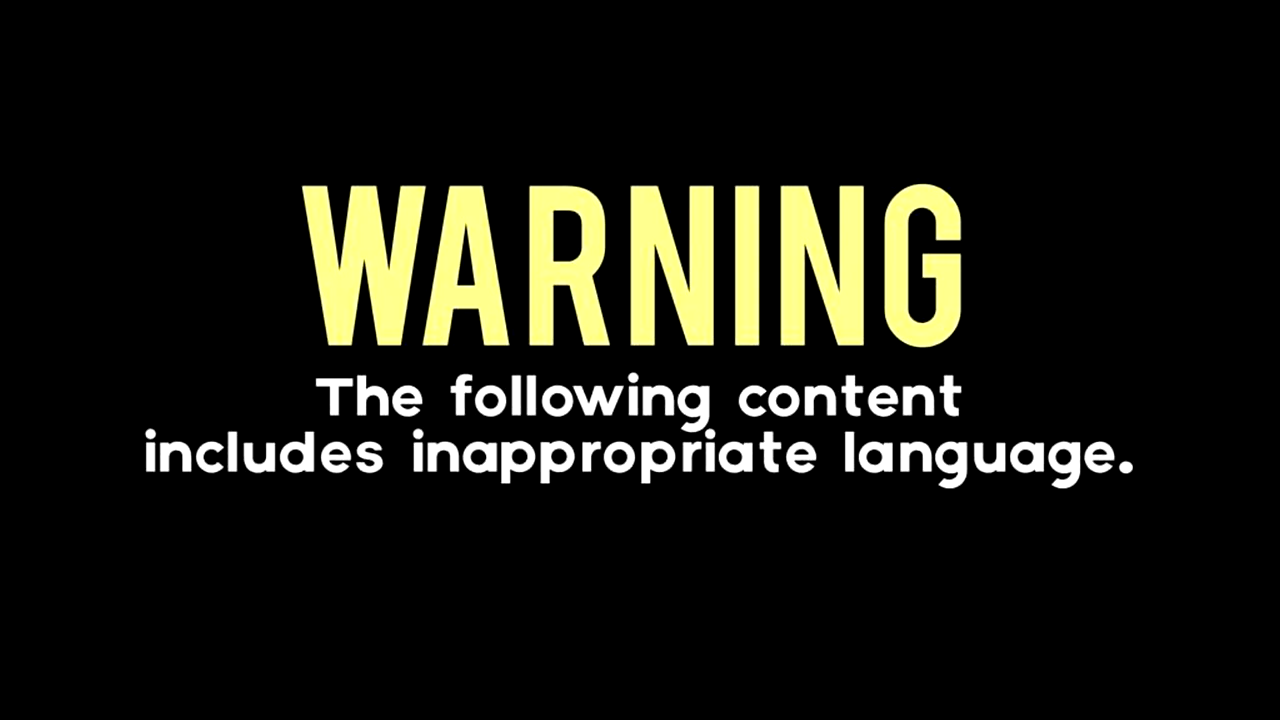 WARNING
The following content
includes inappropriate language.